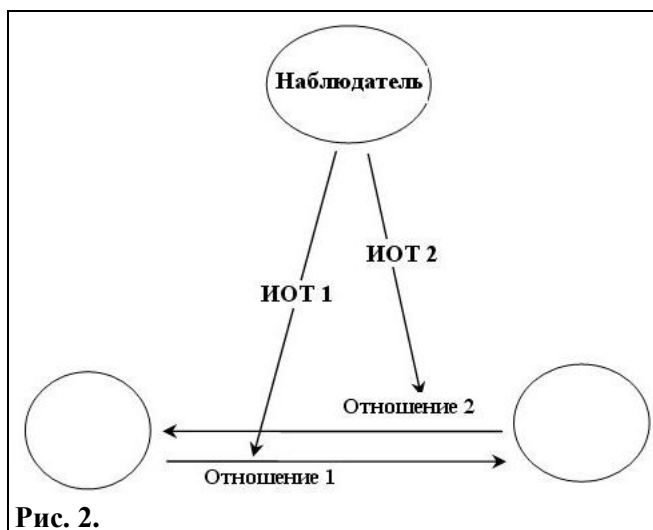 Наблюдатель
ИОТ 2
ИОТ 1
Отношение 2
Отношение 1
Рис. 2.